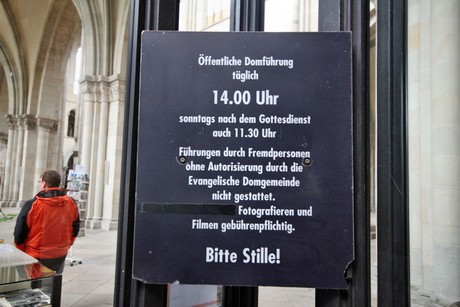 Öffentliche Domführung
täglich
14.00 Uhr
sonntags nach dem Gottesdienst
auch 11.30 Uhr
Führungen durch Fremdpersonen
ohne Autorisierung durch die
Evangelische Domgemeinde
nicht gestattet.
Fotografieren und
Filmen gebührenpflichtig.
Bitte Stille!